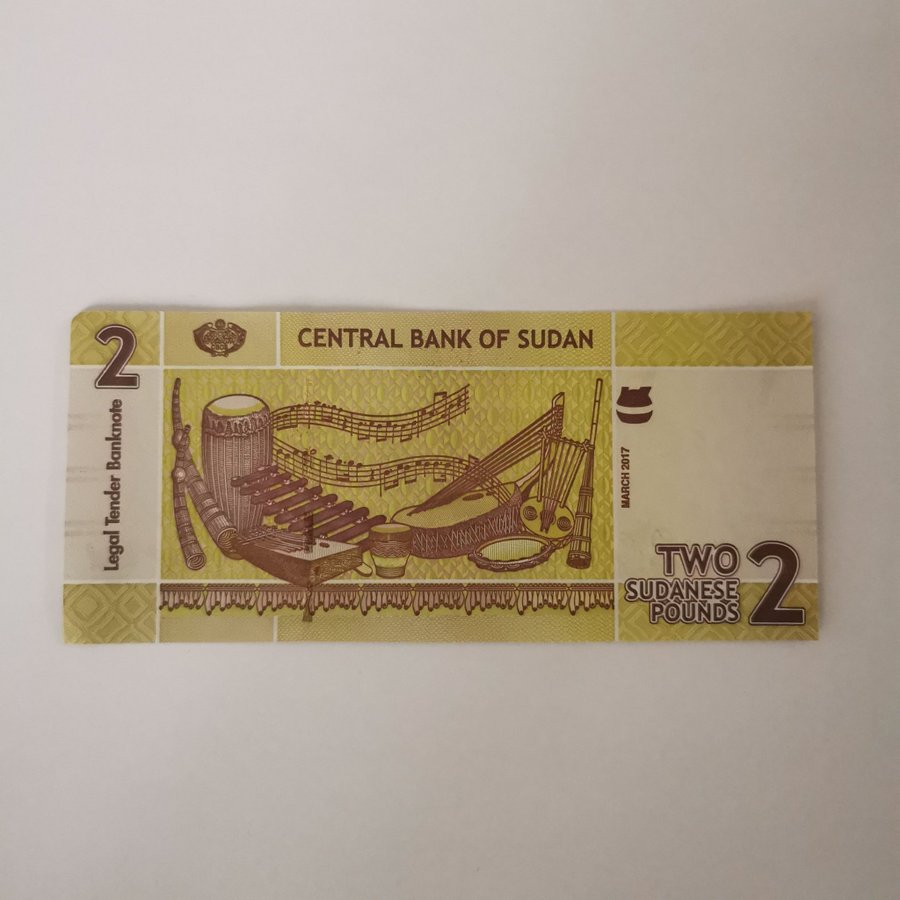 2
CENTRAL BANK OF SUDAN
Legal Tender Banknote
MARCH 2017
TWO
SUDANESE
POUNDS
2